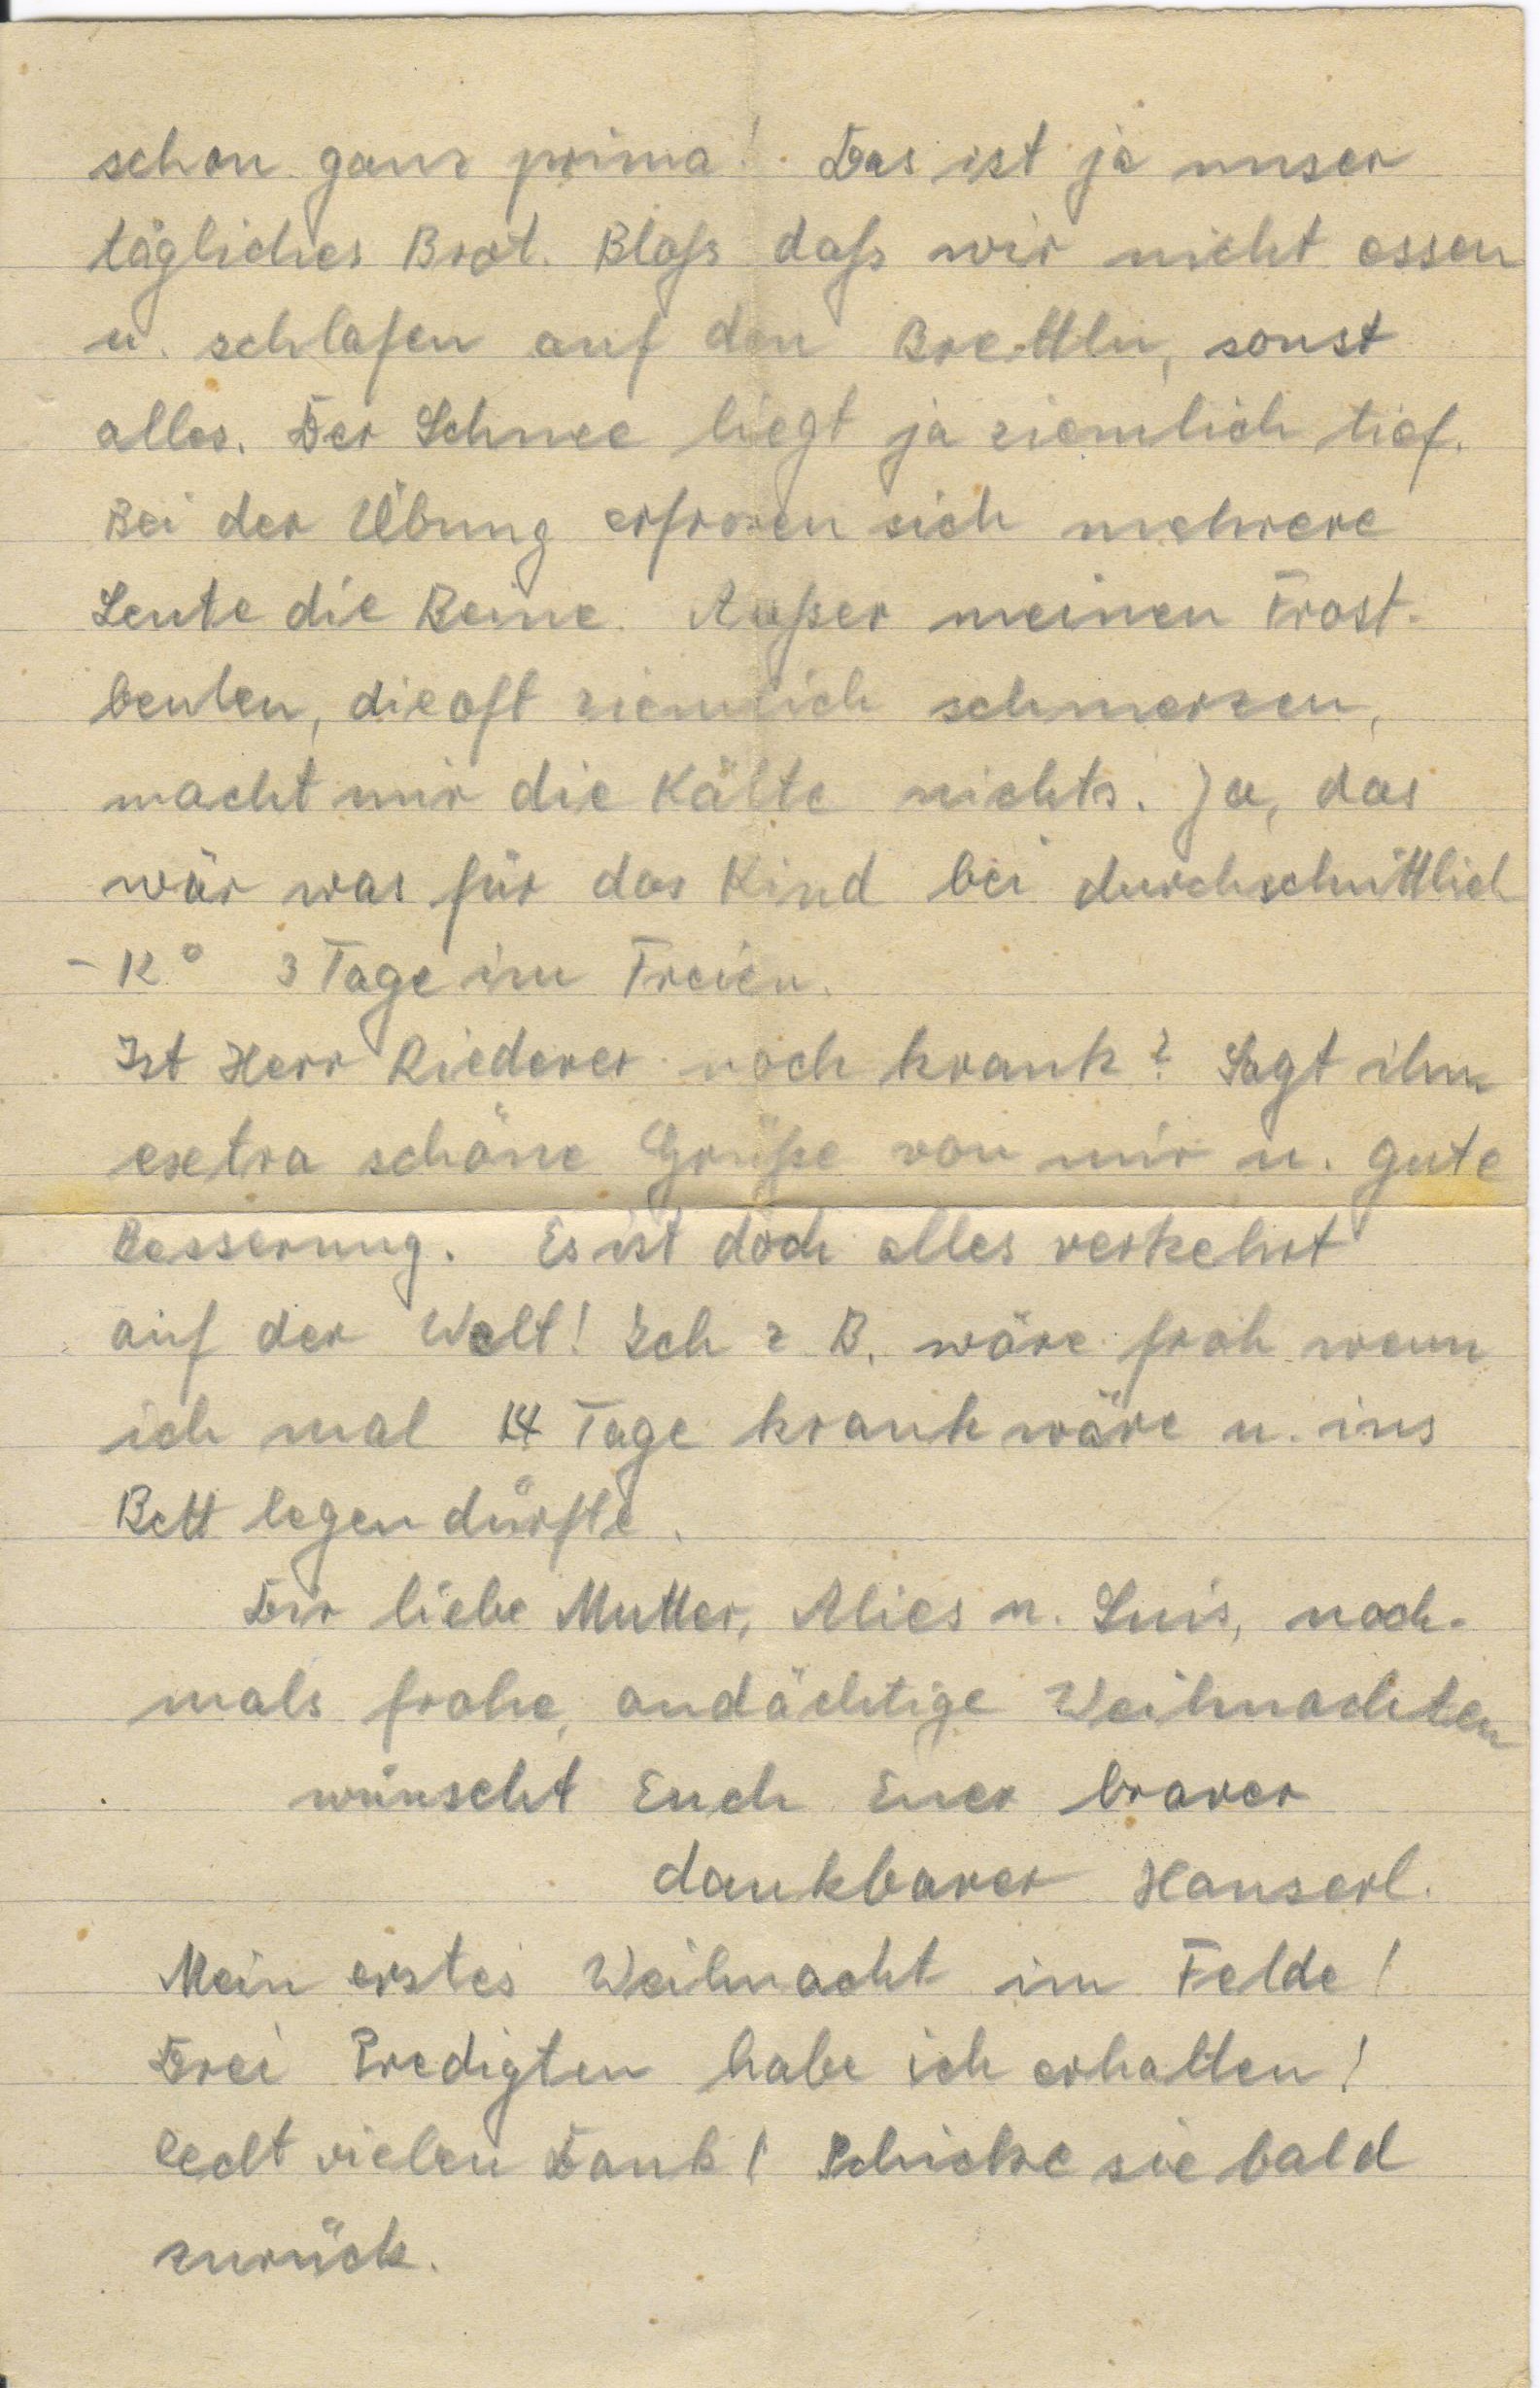 schon ganz prima! Das ist ja unser
tägliches Brot. Bloß daß wir nicht essen
u. schlafen auf den Brettln, sonst
alles. Der Schnee liegt ja ziemlich tief.
Bei der Übung erfroren sich mehrere
Leute die Beine. Außer meinen Frost-
beulen, die oft ziemlich schmerzen,
macht mir die Kälte nichts. Ja, das
wär was für das Kind bei durchschnittlich
- 12° 3 Tage im Freien.
Ist Herr Riederer noch krank? Sagt ihm
exetra schöne Grüße von mir u. gute
Besserung. Es ist doch alles verkehrt
auf der Welt! Ich z B. wäre froh wenn
ich mal 14 Tage krank wäre u. ins
Bett legen dürfte.
Dir liebe Mutter, Alies u. Luis, noch-
mals frohe, andächtige Weihnachten
wünscht Euch Euer braver
dankbarer Hanserl.
Mein erstes Weihnacht im Felde!
Drei Predigten habe ich erhalten!
Recht vielen Dank! Schicke sie bald
zurück.